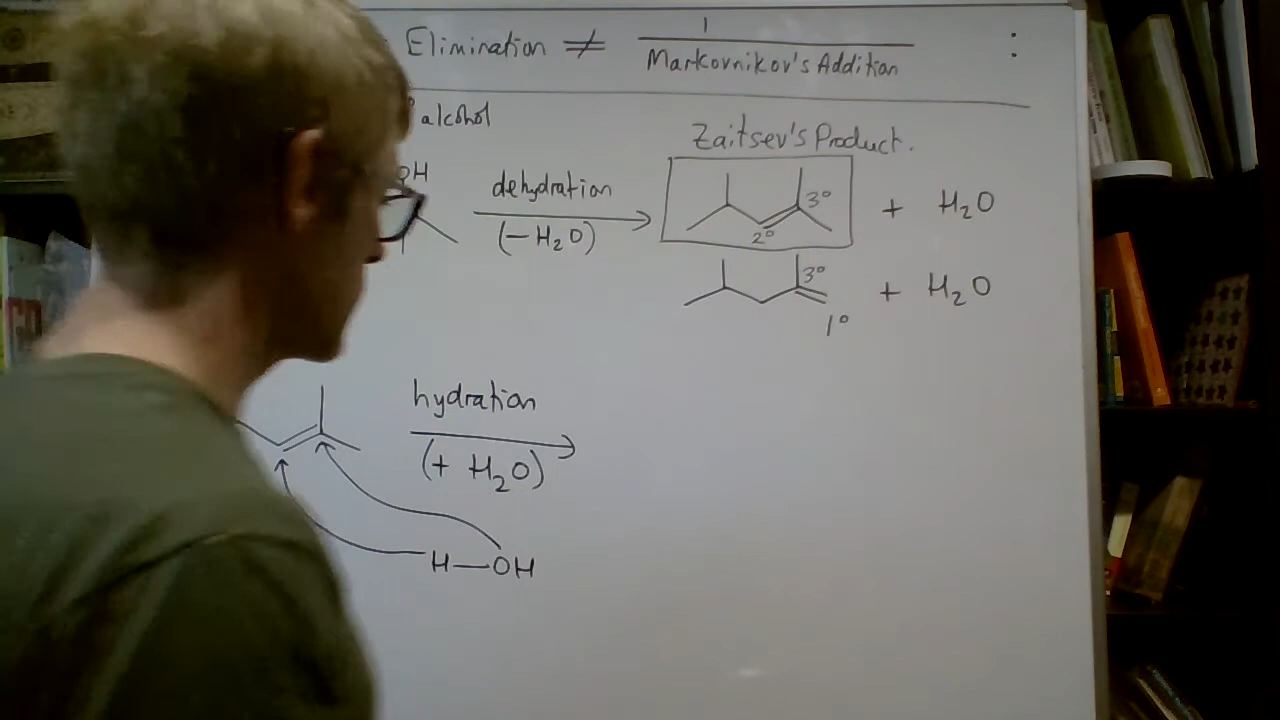 Elimination ≠ 1 / Markovnikov's Addition :
alcohol
Zaitsev's Product.
OH
dehydration
(− H₂O)
3°
2°
+ H₂O
3°
1°
+ H₂O
hydration
(+ H₂O)
H—OH